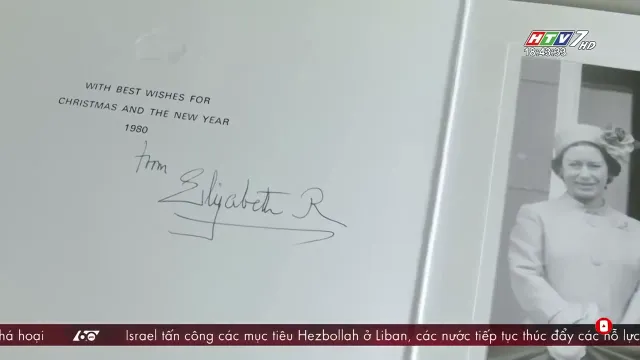 HTV7 HD
18:43:33
WITH BEST WISHES FOR
CHRISTMAS AND THE NEW YEAR
1980
from
Elizabeth R
há hoại 60 Israel tấn công các mục tiêu Hezbollah ở Liban, các nước tiếp tục thúc đẩy các nỗ lực